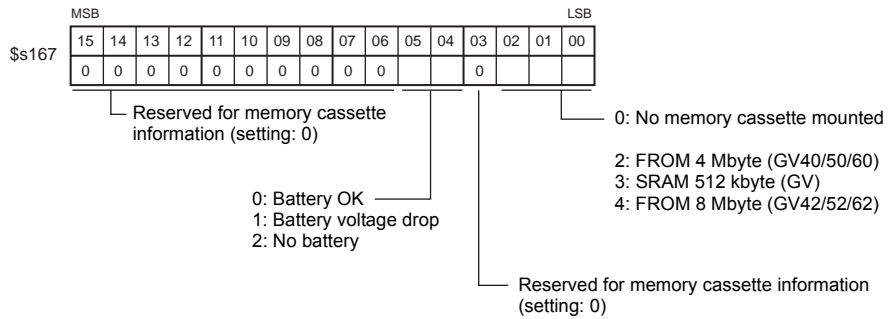 MSB LSB
$s167 15 14 13 12 11 10 09 08 07 06 05 04 03 02 01 00
0 0 0 0 0 0 0 0 0 0 0
Reserved for memory cassette
information (setting: 0)
0: No memory cassette mounted
2: FROM 4 Mbyte (GV40/50/60)
3: SRAM 512 kbyte (GV)
4: FROM 8 Mbyte (GV42/52/62)
0: Battery OK
1: Battery voltage drop
2: No battery
Reserved for memory cassette information
(setting: 0)